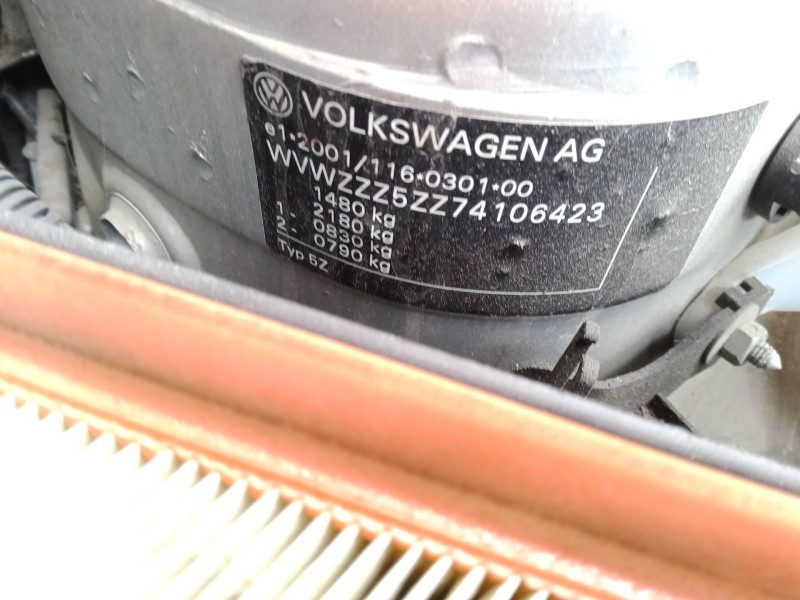 VOLKSWAGEN AG
e1*2001/116*0301*00
WVWZZZ5ZZ74106423
1480 kg
2180 kg
1. 0830 kg
2. 0790 kg
Typ 5Z